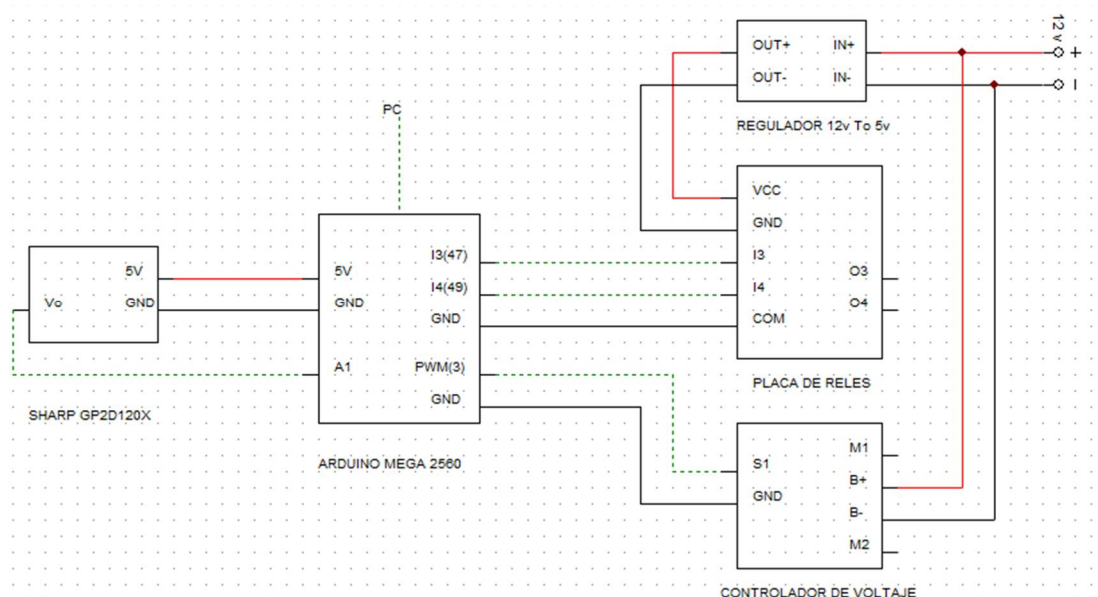 12 v
OUT+ IN+ +
OUT- IN- I
REGULADOR 12v To 5v
PC
VCC
GND
I3
I4
COM
O3
O4
PLACA DE RELES
5V
Vo GND
SHARP GP2D120X
5V
GND
A1
I3(47)
I4(49)
GND
PWM(3)
GND
ARDUINO MEGA 2560
S1
GND
M1
B+
B-
M2
CONTROLADOR DE VOLTAJE